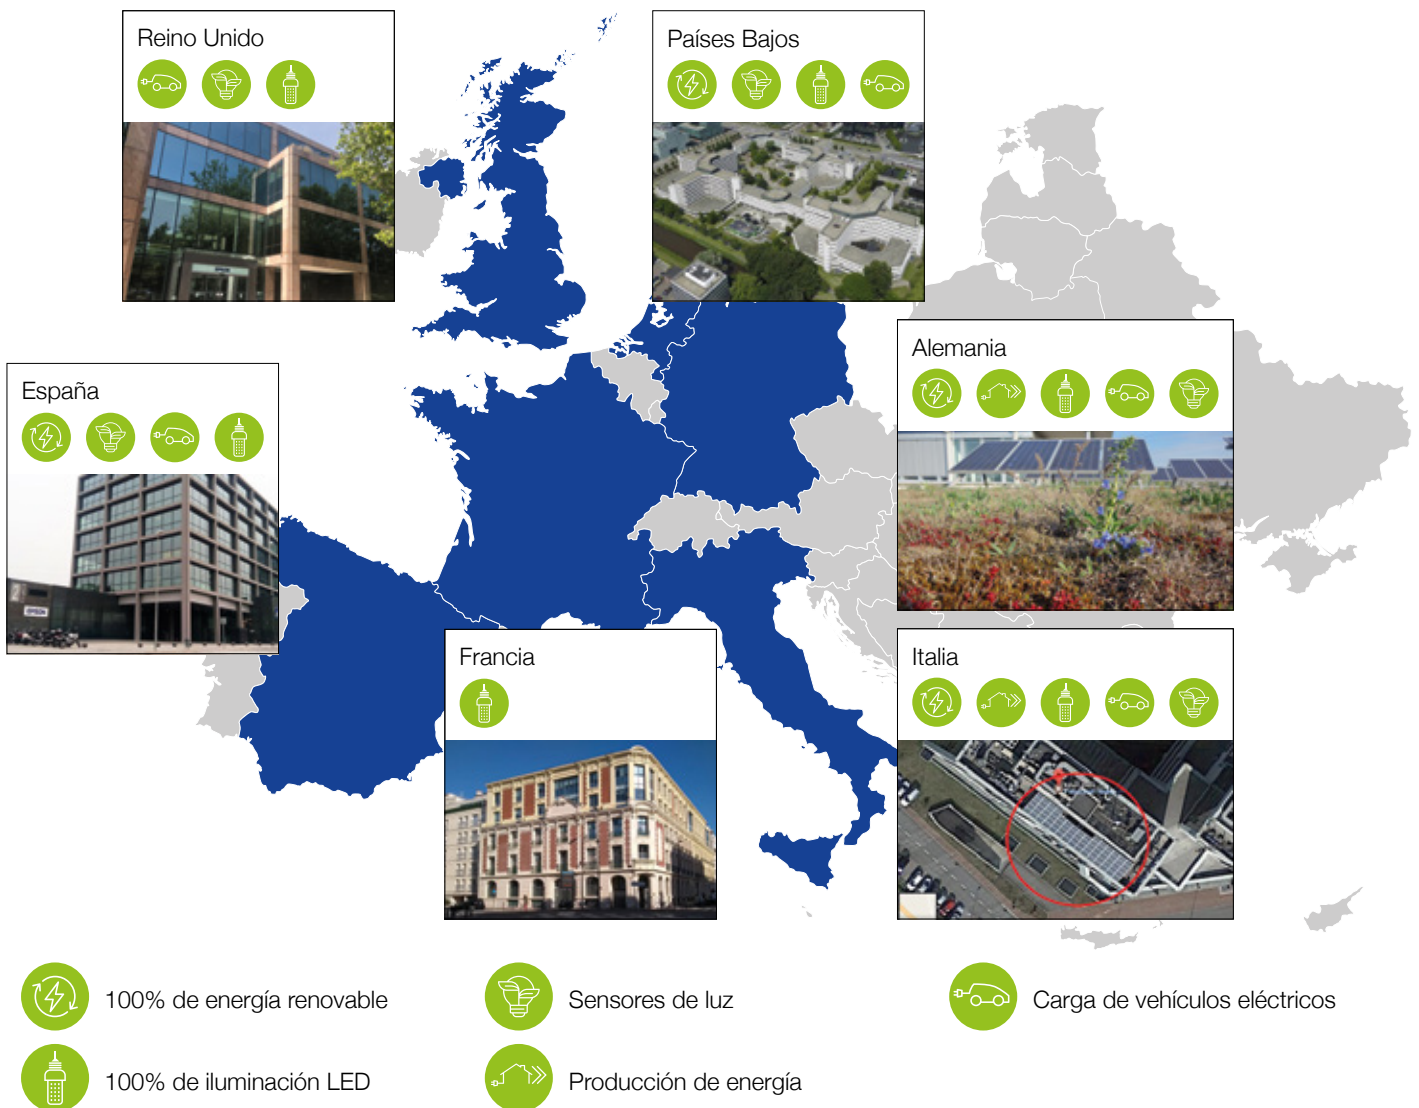 Reino Unido
Países Bajos
Alemania
España
EPSON
Francia
Italia
100% de energía renovable
Sensores de luz
Carga de vehículos eléctricos
100% de iluminación LED
Producción de energía